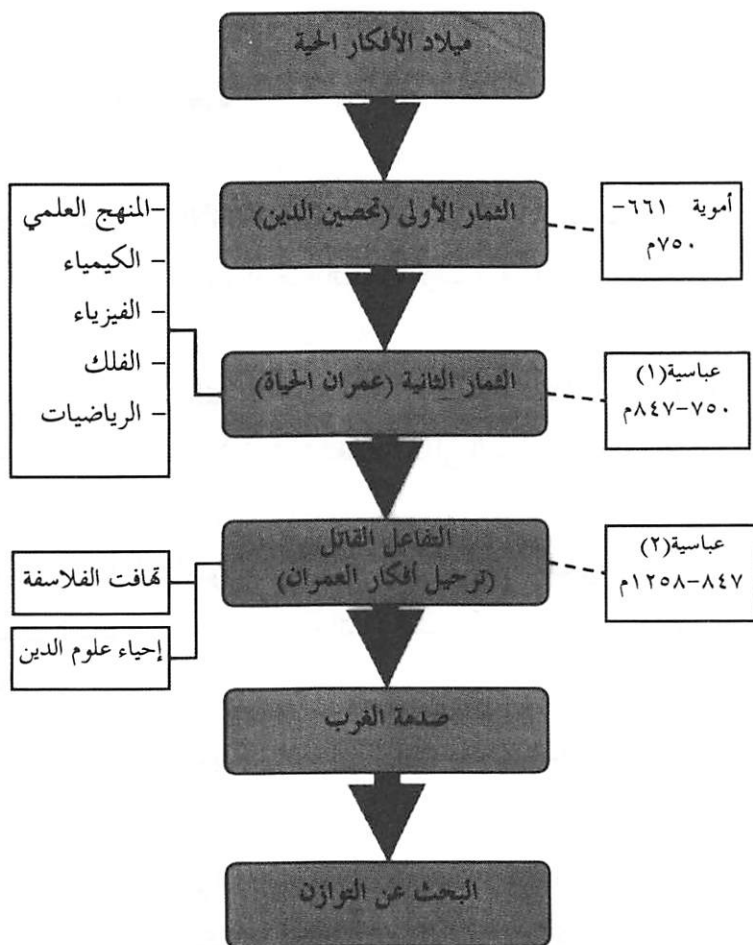 ميلاد الأفكار الحية
الثمار الأولى (تحصين الدين)
أموية ٦٦١-
٧٥٠م
-المنهج العلمي
- الكيمياء
- الفيزياء
- الفلك
- الرياضيات
الثمار الثانية (عمران الحياة)
عباسية(١)
٧٥٠-٨٤٧م
التفاعل القاتل
(ترحيل أفكار العمران)
عباسية(٢)
٨٤٧-١٢٥٨م
تهافت الفلاسفة
إحياء علوم الدين
صدمة الغرب
البحث عن التوازن